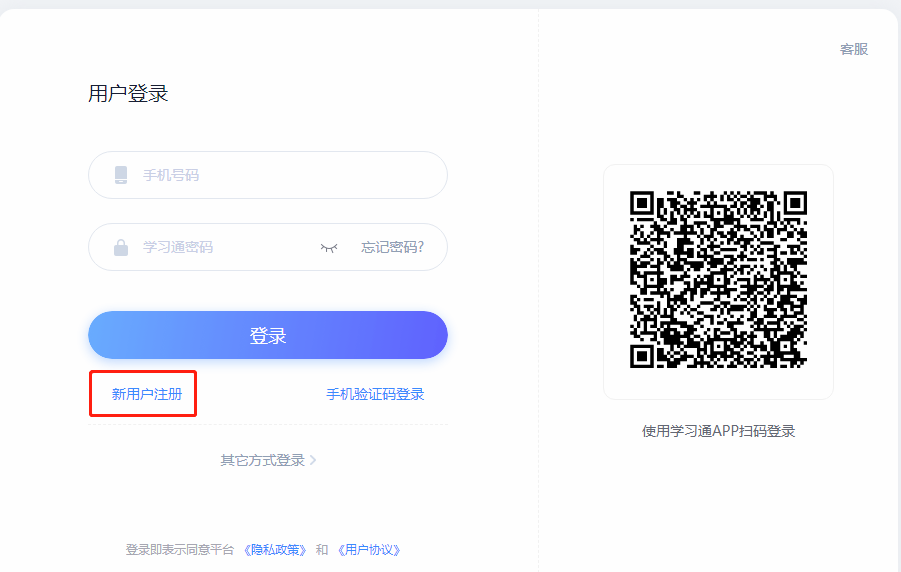 客服
用户登录
手机号码
学习通密码
忘记密码?
登录
新用户注册
手机验证码登录
其它方式登录
使用学习通APP扫码登录
登录即表示同意平台《隐私政策》和《用户协议》